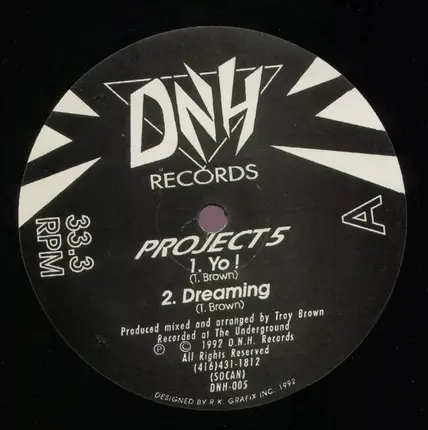 DNH
RECORDS
33.3
RPM
A
PROJECT 5
1. Yo !
(T. Brown)
2. Dreaming
(T. Brown)
Produced mixed and arranged by Troy Brown
Recorded at The Underground
Ⓟ © 1992 D.N.H. Records
All Rights Reserved
(416)431-1812
(SOCAN)
DNH-005
DESIGNED BY R.K. GRAFIX INC. 1992